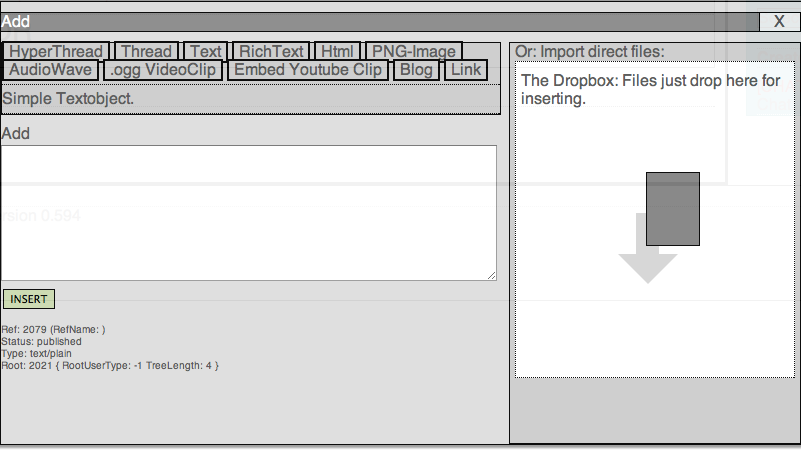 Add
X
HyperThread Thread Text RichText Html PNG-Image
AudioWave .ogg VideoClip Embed Youtube Clip Blog Link
Simple Textobject.
Add
rsion 0.594
INSERT
Ref: 2079 (RefName: )
Status: published
Type: text/plain
Root: 2021 { RootUserType: -1 TreeLength: 4 }
Or: Import direct files:
The Dropbox: Files just drop here for
inserting.